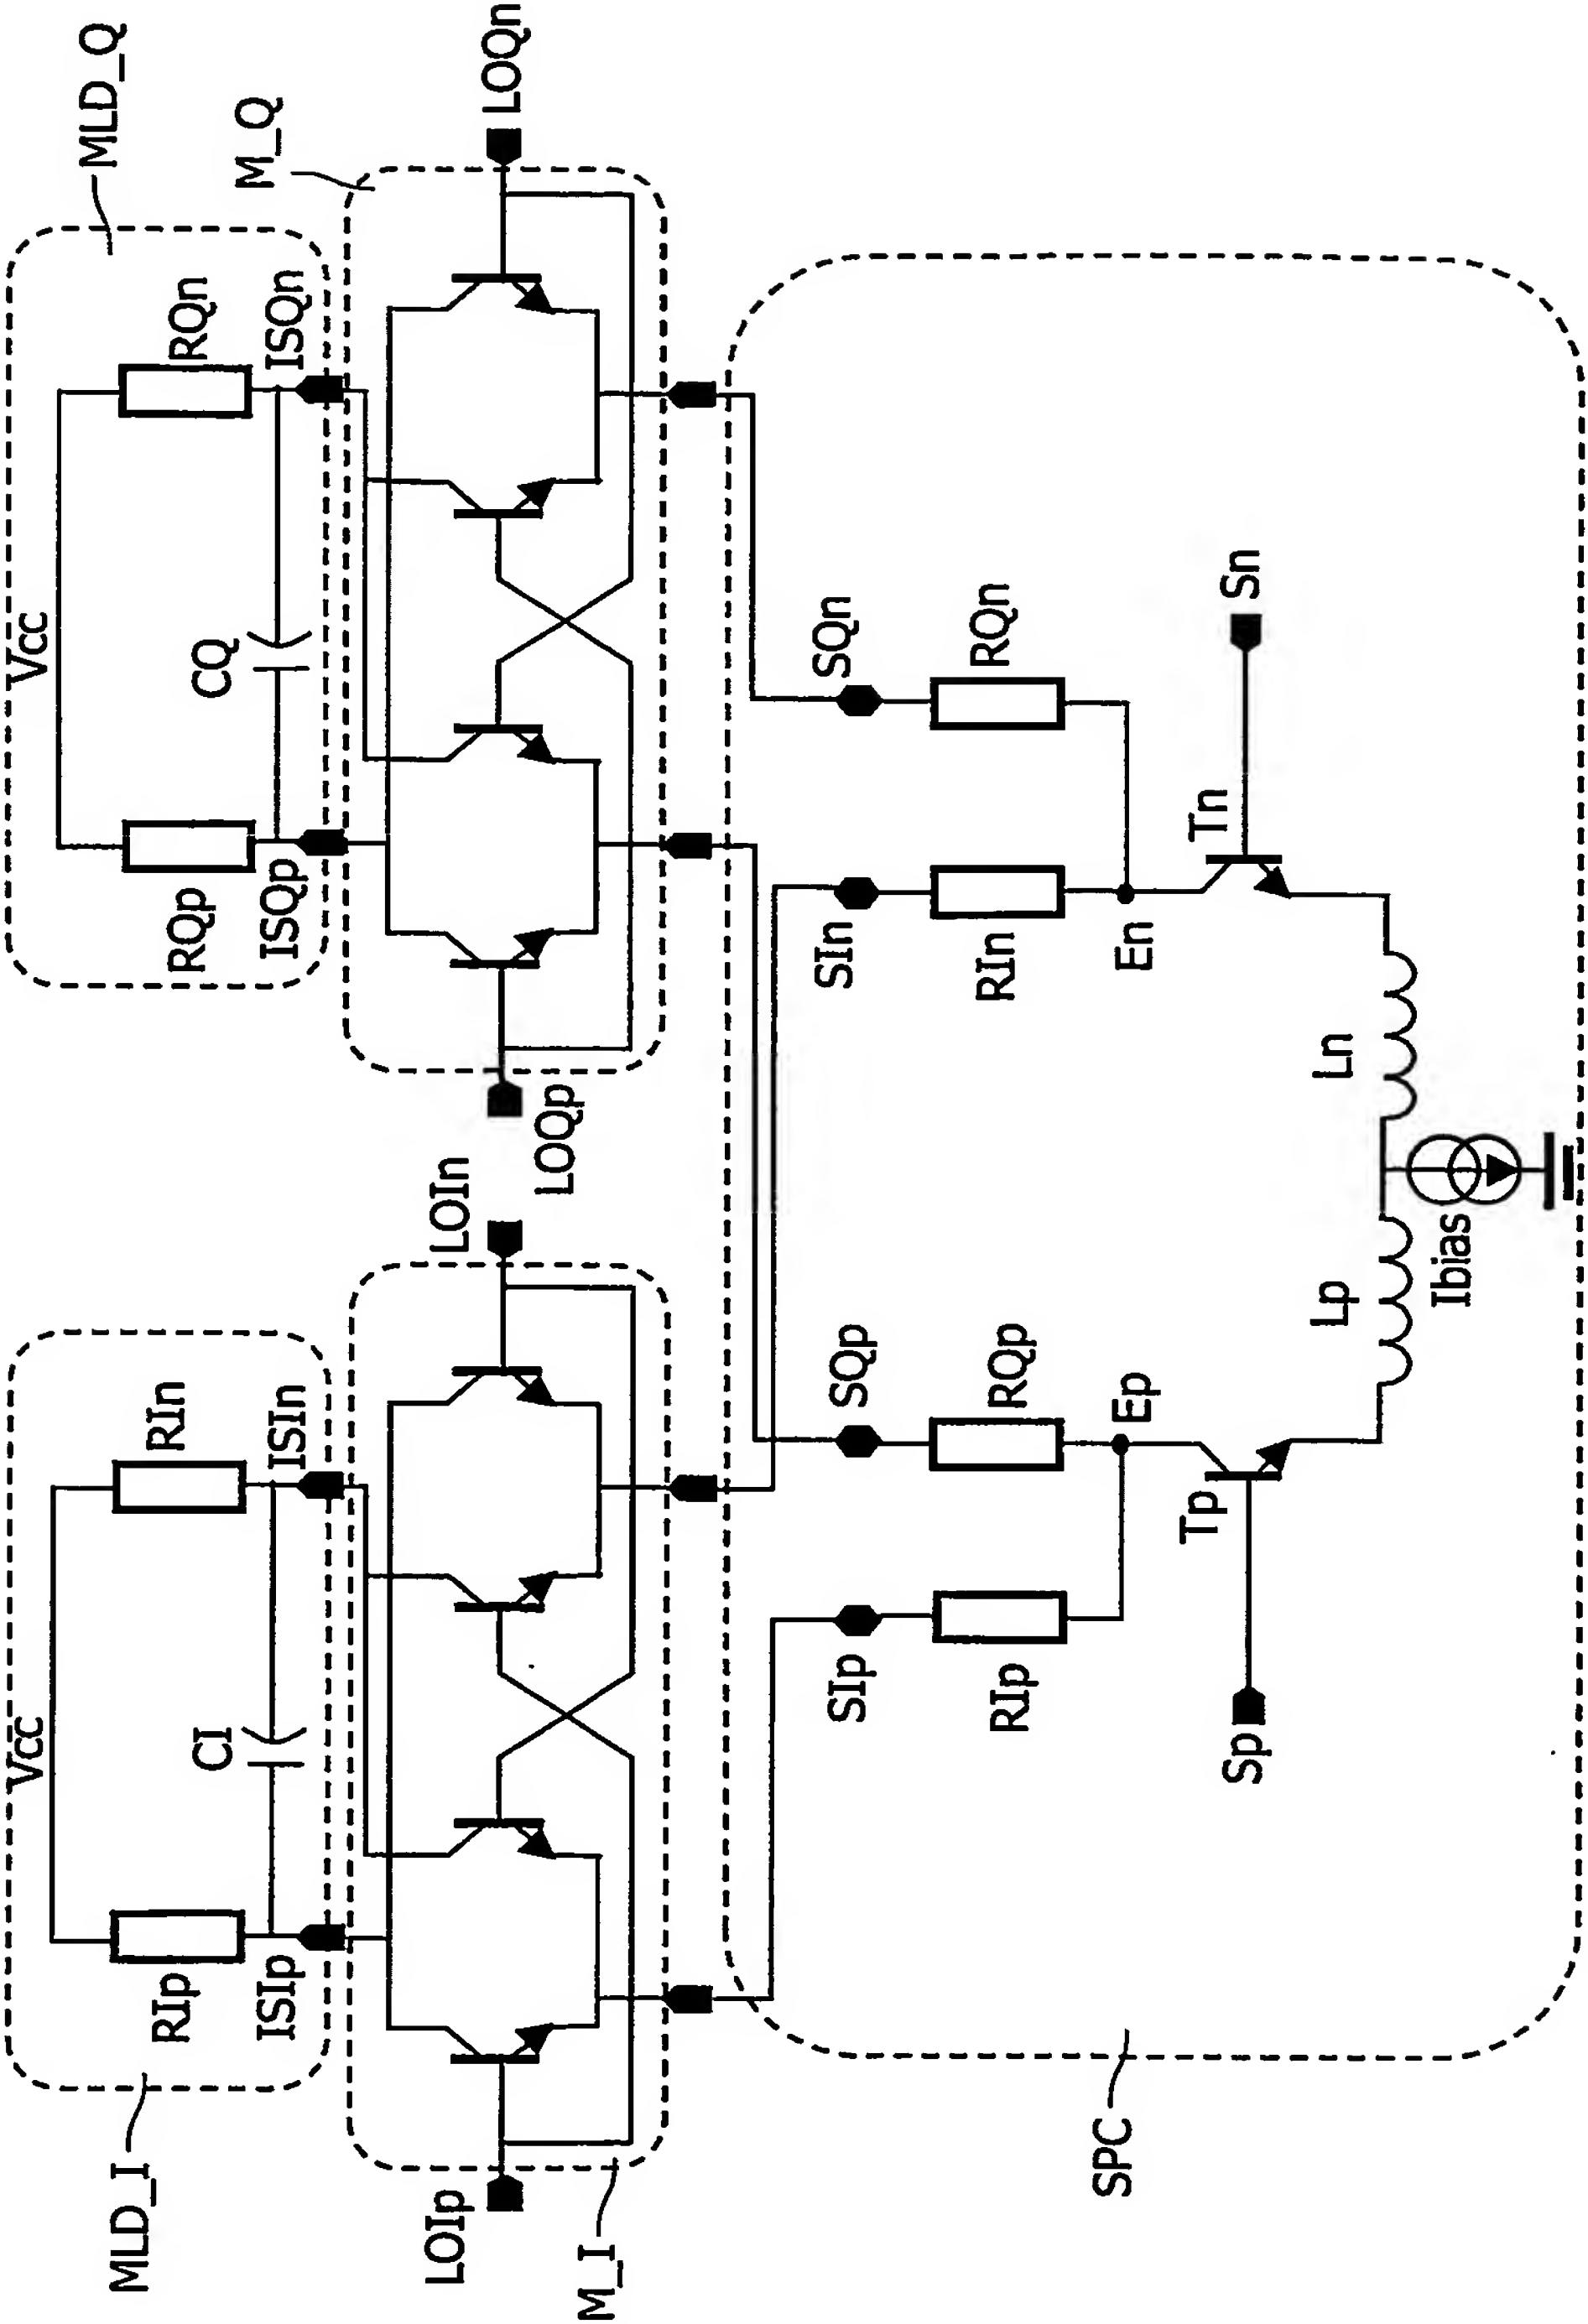 MLD_I
MLD_Q
Vcc
Vcc
RIp
RIn
RQp
RQn
CI
CQ
ISIp
ISIn
ISQp
ISQn
M_Q
LOIp
LOIn
LOQp
LOQn
M_I
SIp
SQp
SIn
SQn
RIp
RQp
RIn
RQn
Ep
En
SPC
Tp
Tn
Sp
Sn
Lp
Ln
Ibias